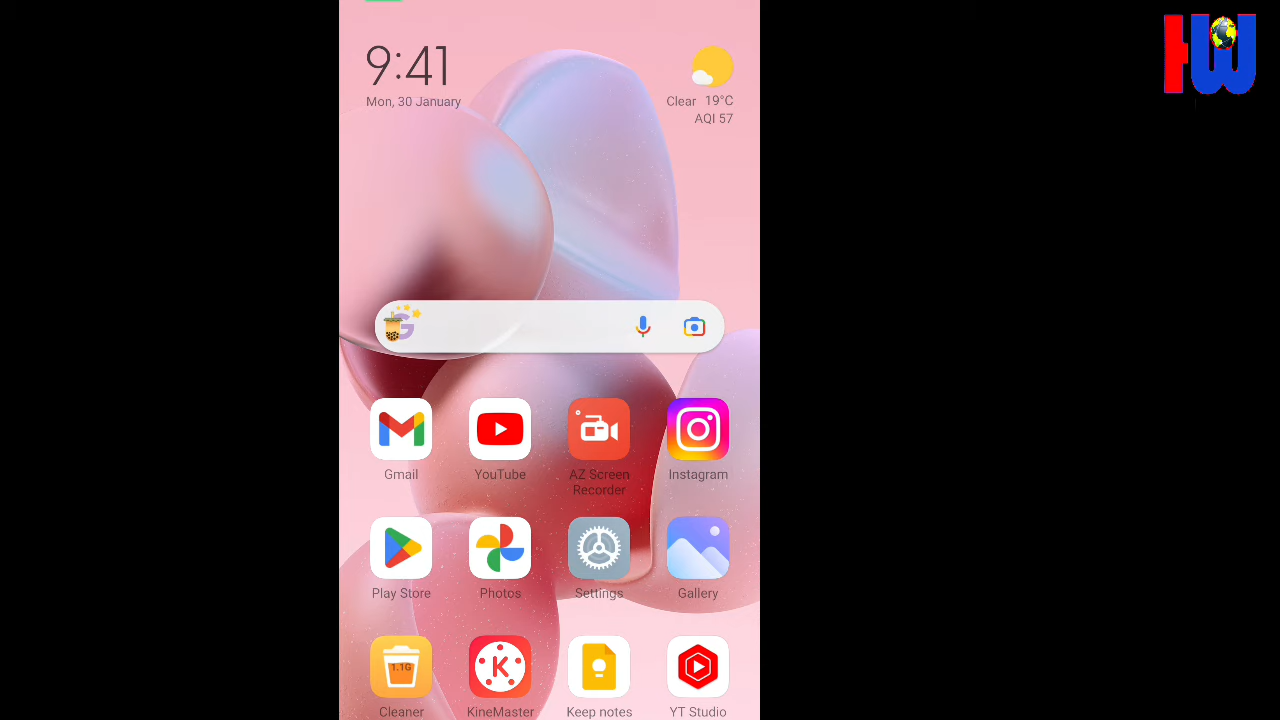 9:41
Mon, 30 January
Clear 19°C
AQI 57
HW
G
Gmail
YouTube
AZ Screen
Recorder
Instagram
Play Store
Photos
Settings
Gallery
1.1G
K
Cleaner
KineMaster
Keep notes
YT Studio